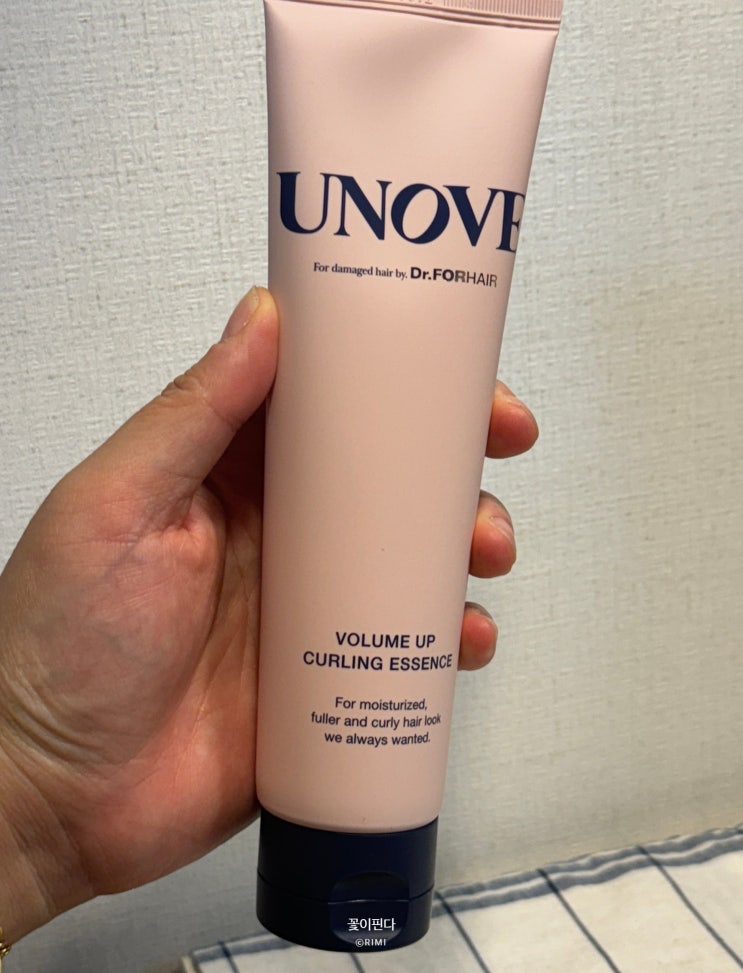 UNOVE
For damaged hair by. Dr.FORHAIR
VOLUME UP
CURLING ESSENCE
For moisturized,
fuller and curly hair look
we always wanted.
꽃이핀다
©RIMI